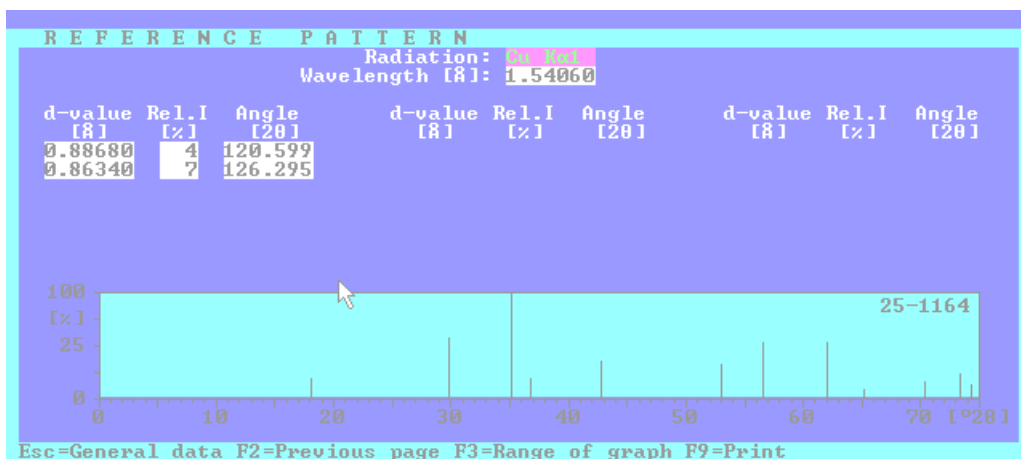 REFERENCE PATTERN
Radiation: Cu Kα1
Wavelength [Å]: 1.54060
d-value Rel.I Angle d-value Rel.I Angle d-value Rel.I Angle
[Å] [%] [2θ] [Å] [%] [2θ] [Å] [%] [2θ]
0.88680 4 120.599
0.86340 7 126.295
100
25-1164
[%]
25
0
0 10 20 30 40 50 60 70 [°2θ]
Esc=General data F2=Previous page F3=Range of graph F9=Print